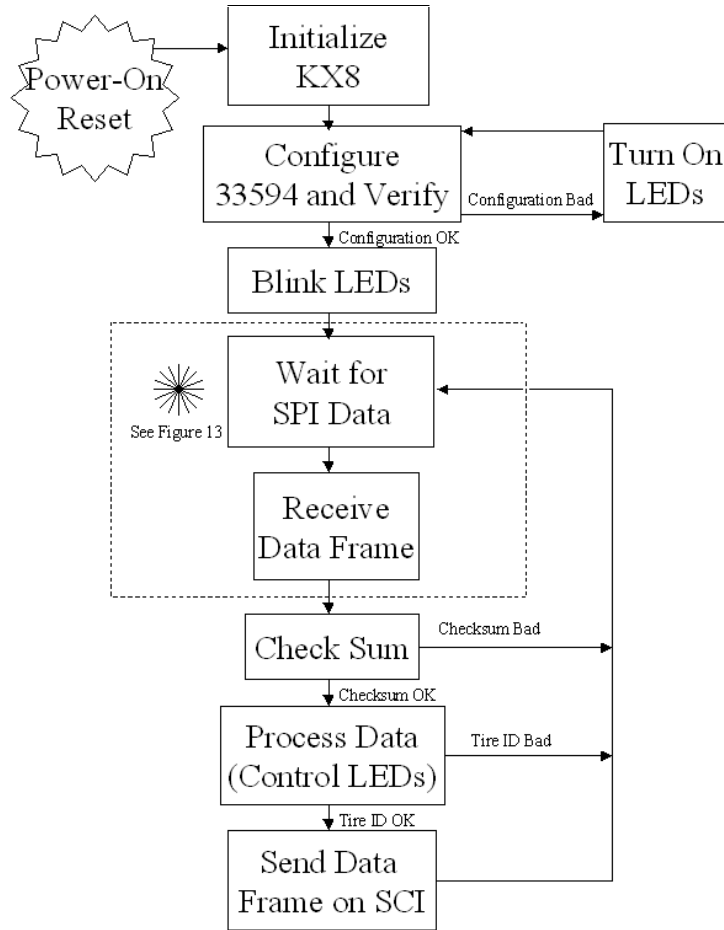 Power-On
Reset
Initialize
KX8
Configure
33594 and Verify
Turn On
LEDs
Configuration Bad
Configuration OK
Blink LEDs
Wait for
SPI Data
See Figure 13
Receive
Data Frame
Check Sum
Checksum Bad
Checksum OK
Process Data
(Control LEDs)
Tire ID Bad
Tire ID OK
Send Data
Frame on SCI